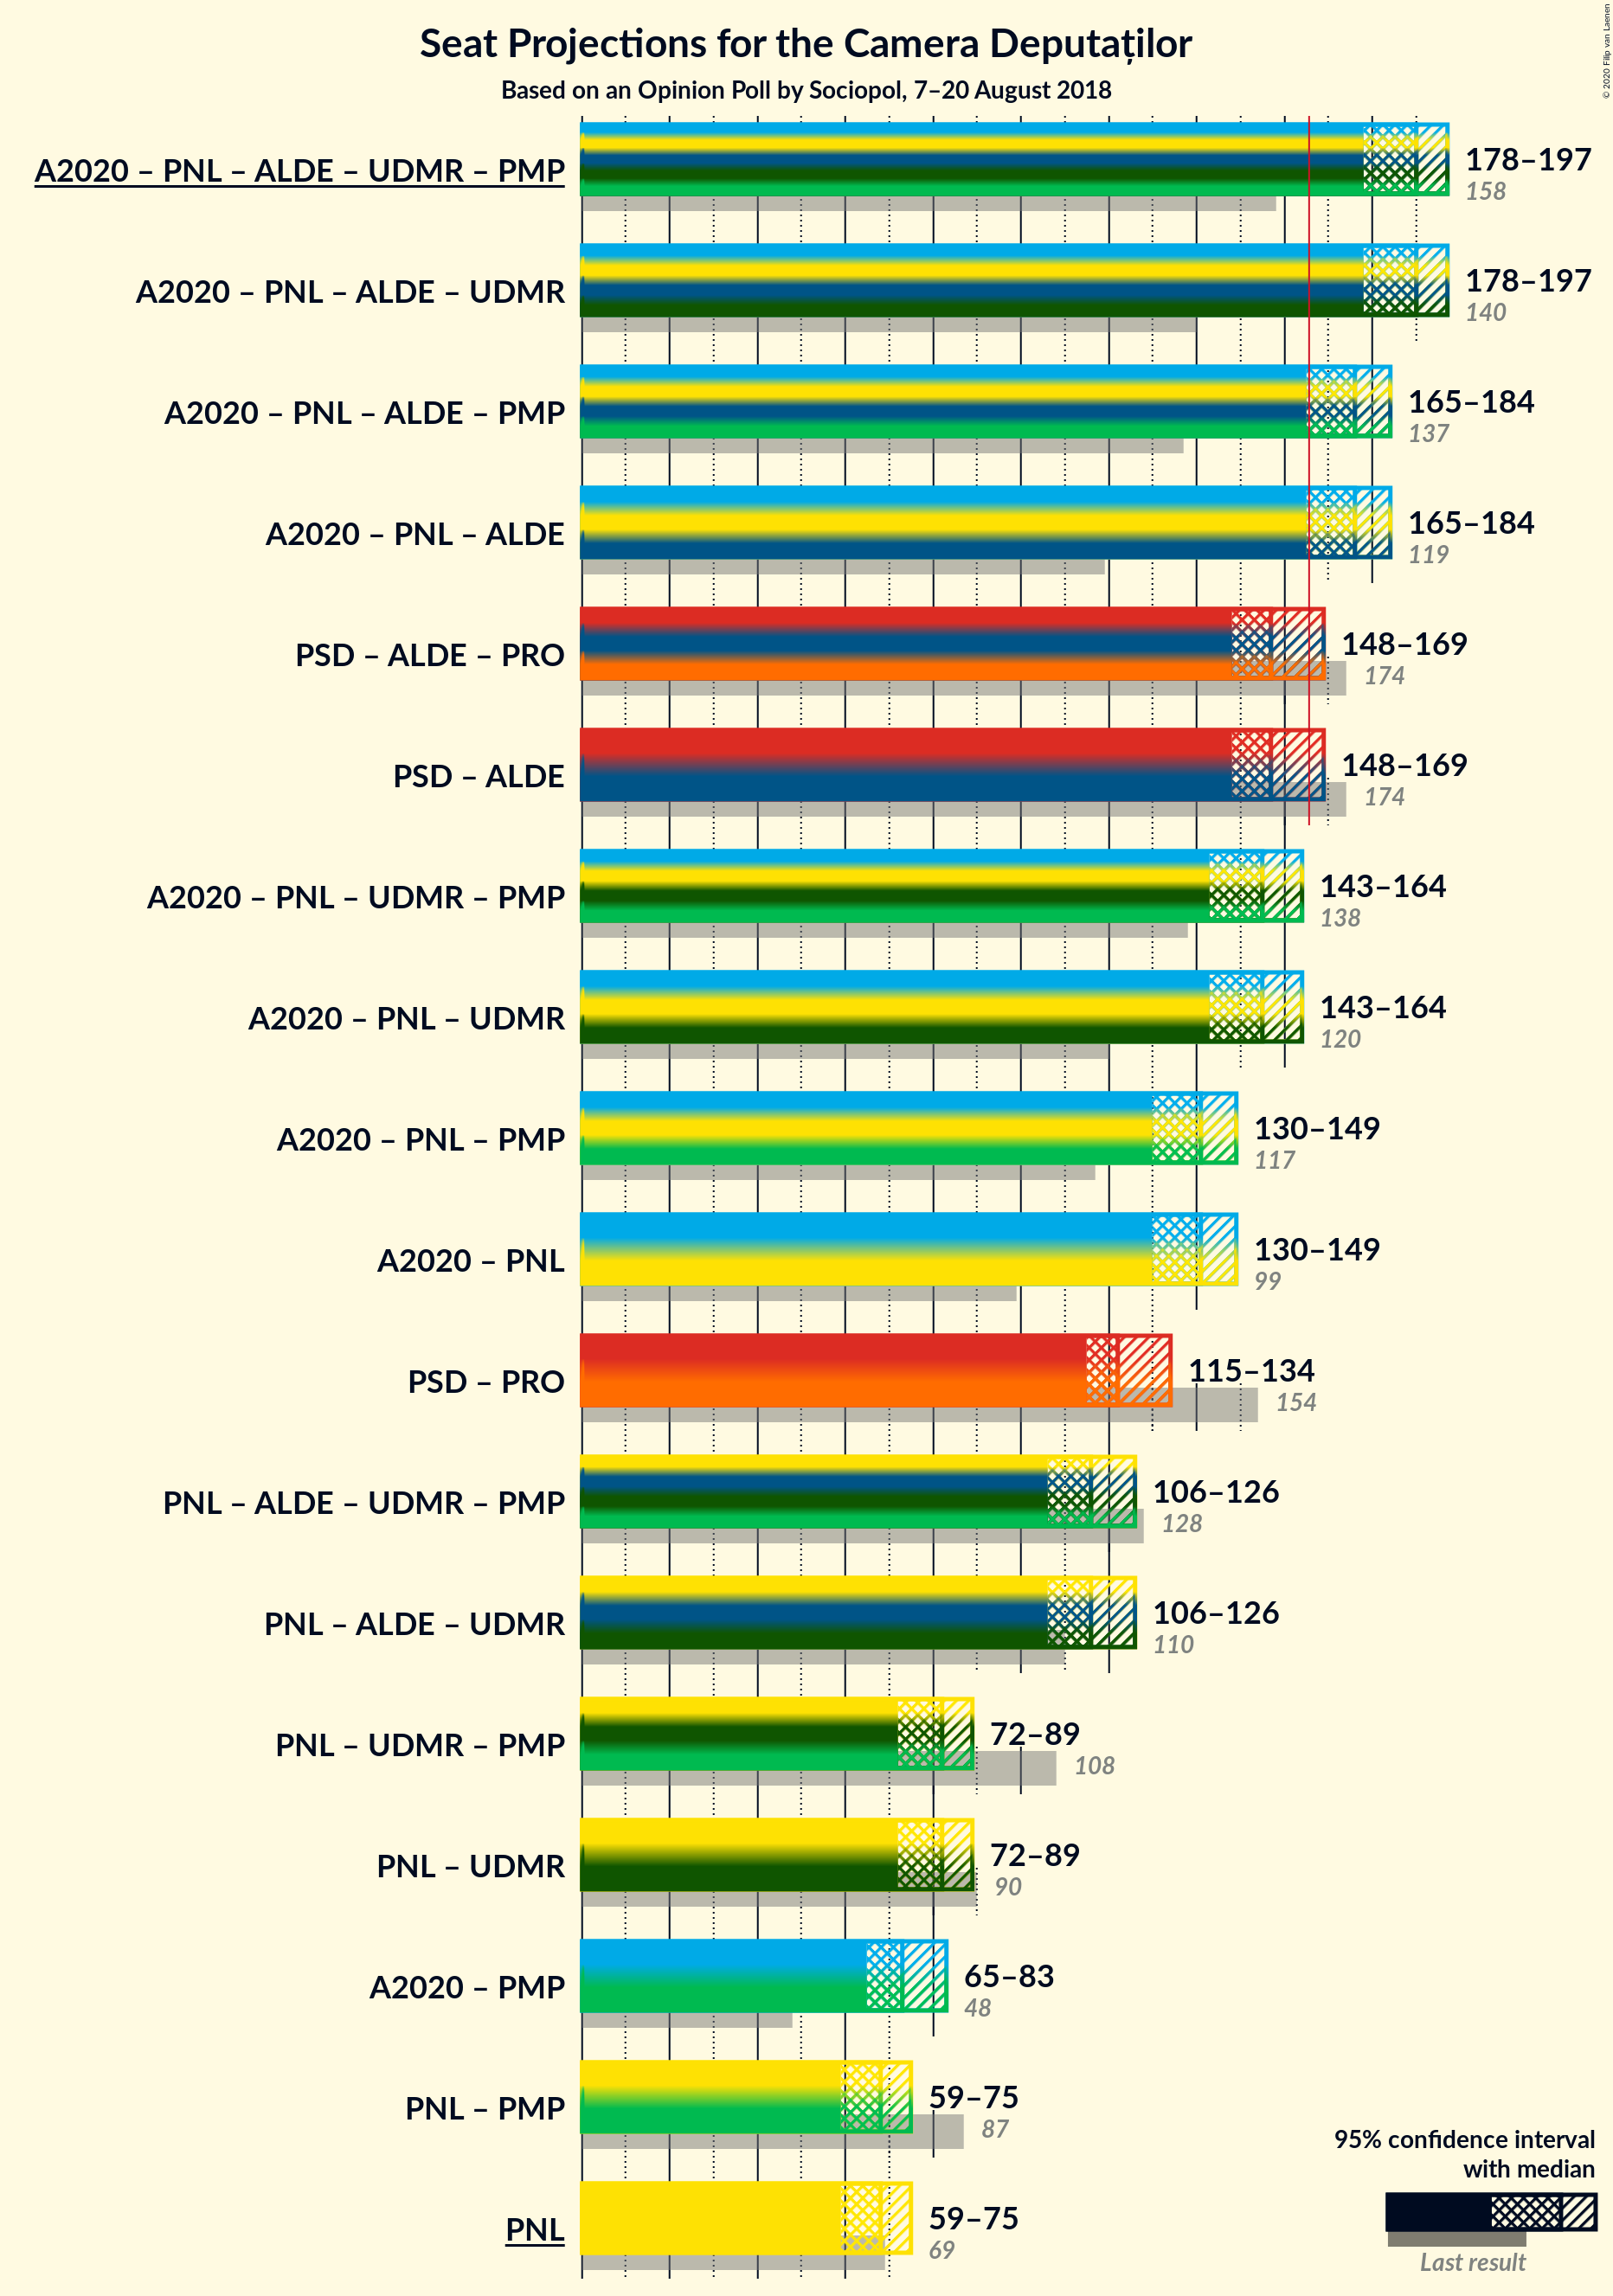 Seat Projections for the Camera Deputaților
Based on an Opinion Poll by Sociopol, 7–20 August 2018
© 2020 Filip van Laenen
A2020 – PNL – ALDE – UDMR – PMP
178–197
158
A2020 – PNL – ALDE – UDMR
178–197
140
A2020 – PNL – ALDE – PMP
165–184
137
A2020 – PNL – ALDE
165–184
119
PSD – ALDE – PRO
148–169
174
PSD – ALDE
148–169
174
A2020 – PNL – UDMR – PMP
143–164
138
A2020 – PNL – UDMR
143–164
120
A2020 – PNL – PMP
130–149
117
A2020 – PNL
130–149
99
PSD – PRO
115–134
154
PNL – ALDE – UDMR – PMP
106–126
128
PNL – ALDE – UDMR
106–126
110
PNL – UDMR – PMP
72–89
108
PNL – UDMR
72–89
90
A2020 – PMP
65–83
48
PNL – PMP
59–75
87
PNL
59–75
69
95% confidence interval
with median
Last result